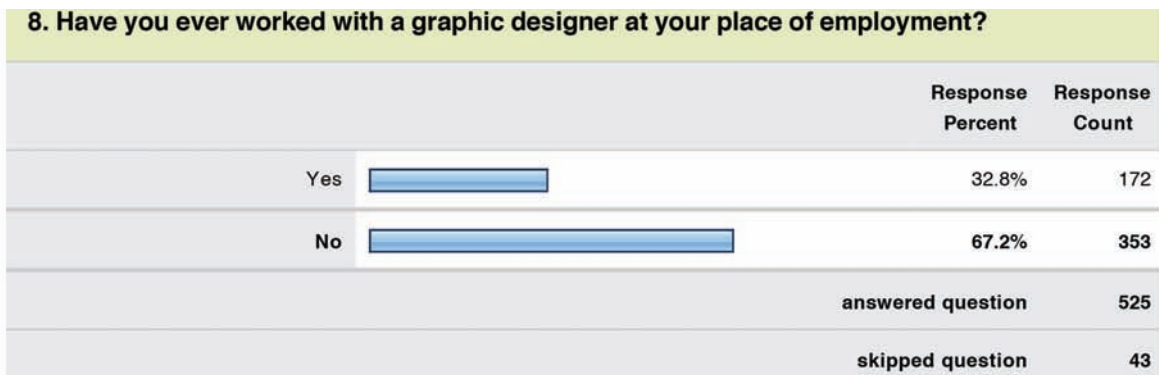 8. Have you ever worked with a graphic designer at your place of employment?
Response Response
Percent Count
Yes 32.8% 172
No 67.2% 353
answered question 525
skipped question 43